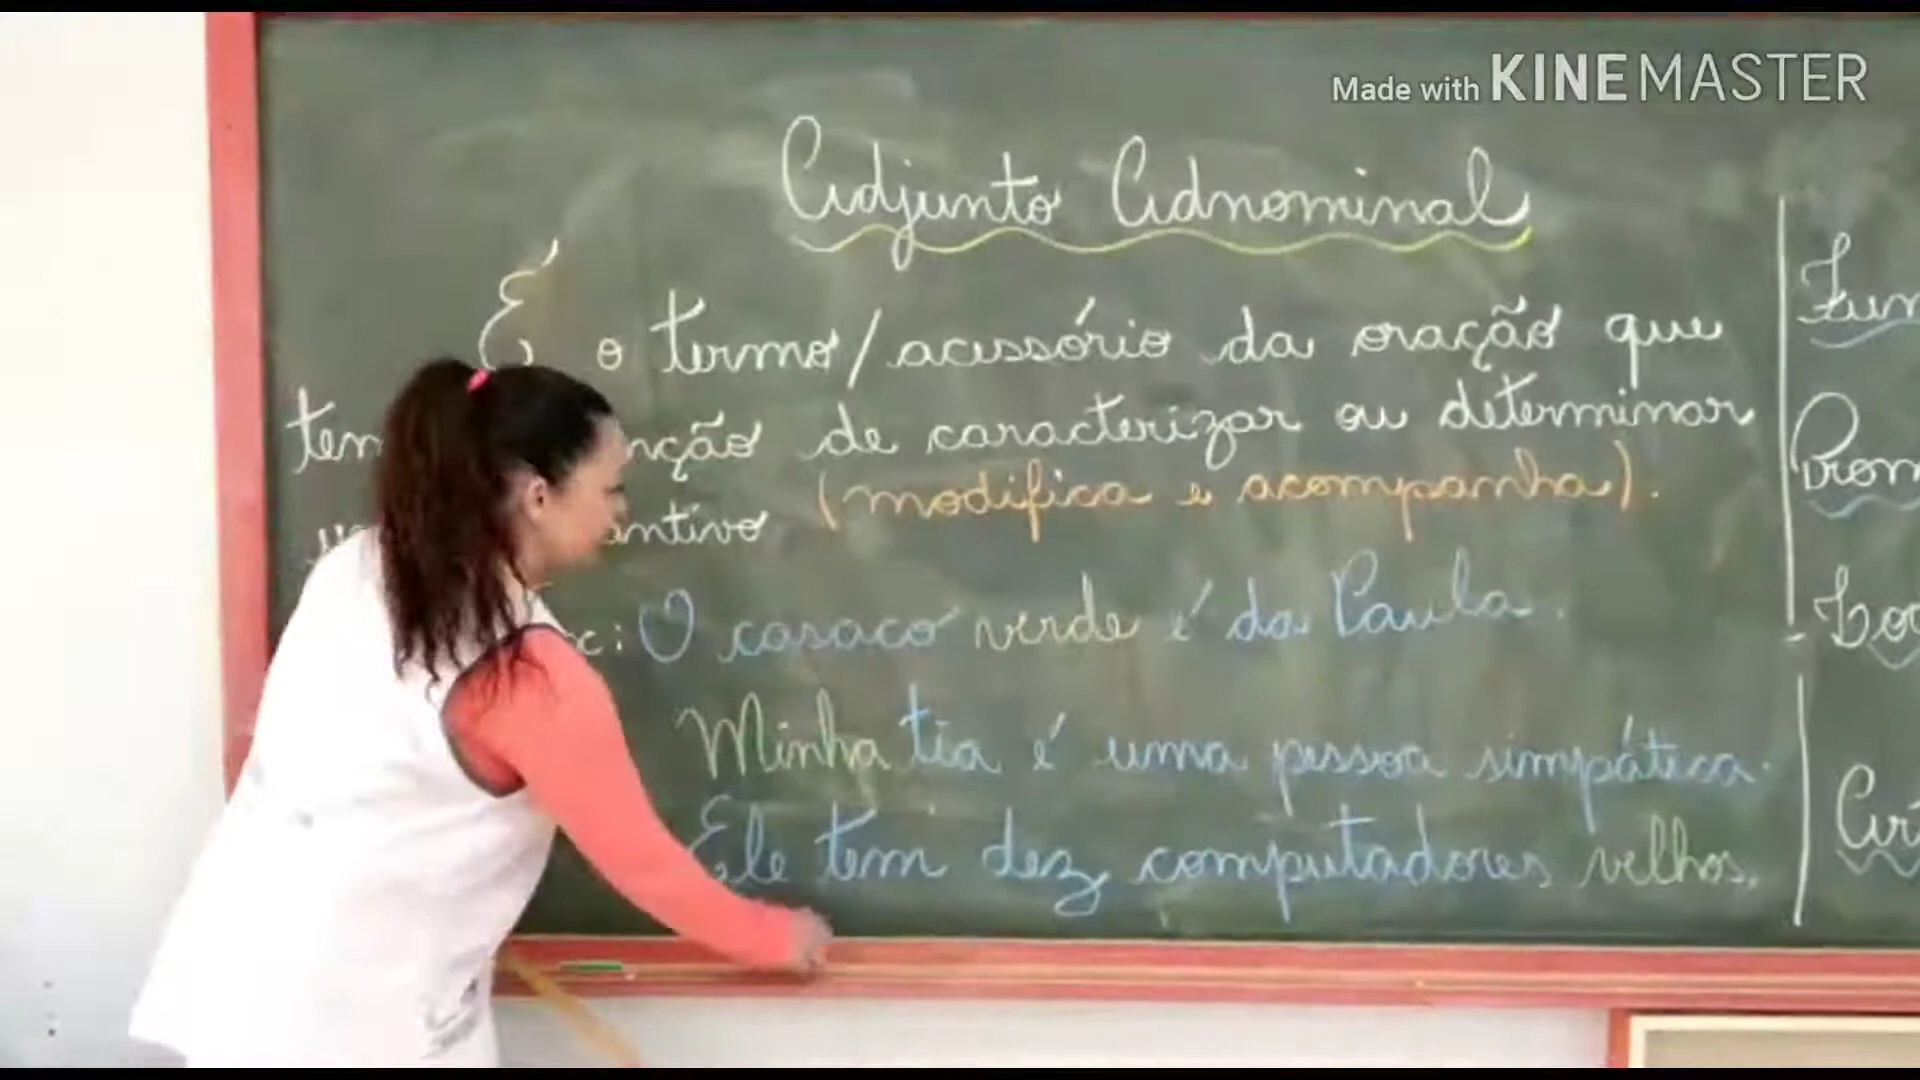 Made with KINEMASTER
Adjunto Adnominal
É o termo/acessório da oração que
de caracterizar ou determinar
(modifica e acompanha).
O casaco verde é da Paula.
Minha tia é uma pessoa simpática.
Ele tem dez computadores velhos.